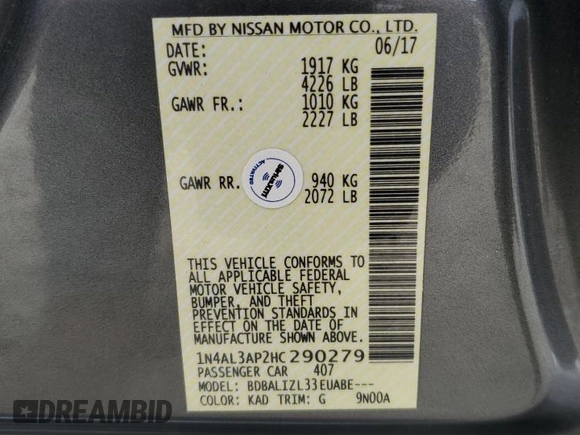 MFD BY NISSAN MOTOR CO., LTD.
DATE: 06/17
GVWR: 1917 KG
4226 LB
GAWR FR.: 1010 KG
2227 LB
ACTIVATED
siriusxm
GAWR RR. 940 KG
2072 LB
THIS VEHICLE CONFORMS TO
ALL APPLICABLE FEDERAL
MOTOR VEHICLE SAFETY,
BUMPER, AND THEFT
PREVENTION STANDARDS IN
EFFECT ON THE DATE OF
MANUFACTURE SHOWN ABOVE.
1N4AL3AP2HC290279
PASSENGER CAR 407
MODEL: BDBALIZL33EUABE---
COLOR: KAD TRIM: G 9N00A
DREAMBID